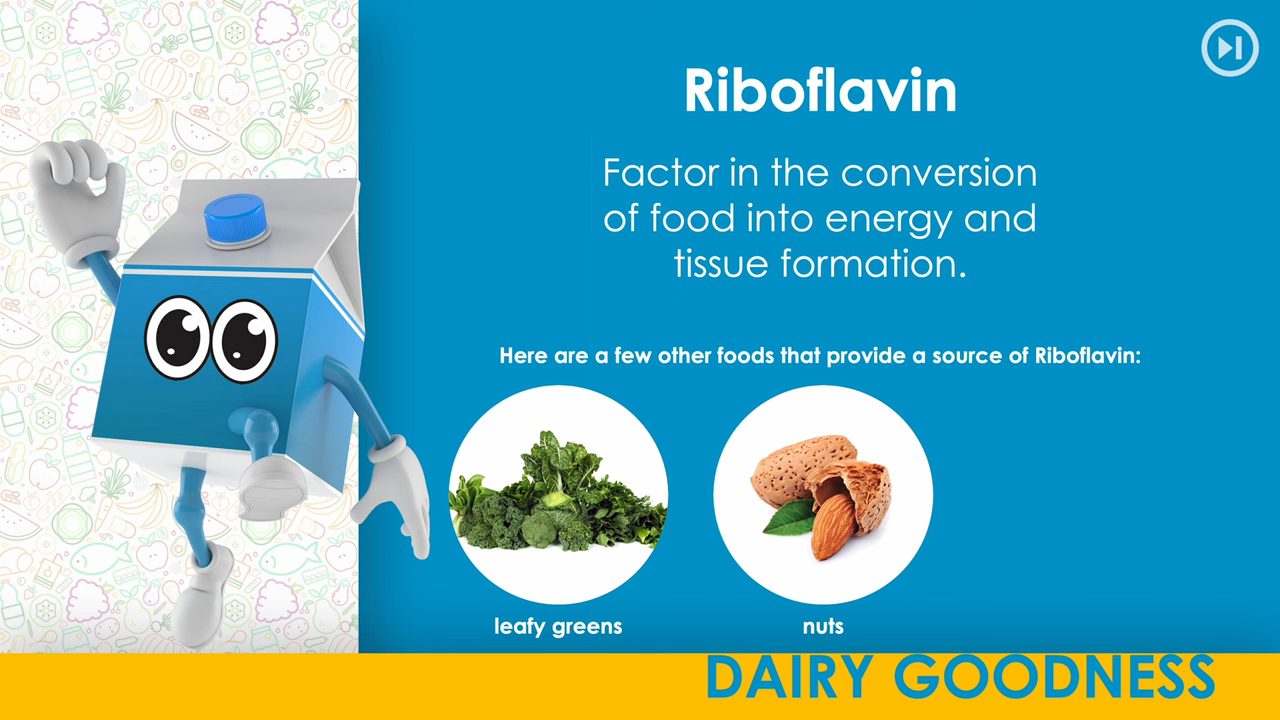 Riboflavin
Factor in the conversion
of food into energy and
tissue formation.
Here are a few other foods that provide a source of Riboflavin:
leafy greens
nuts
DAIRY GOODNESS